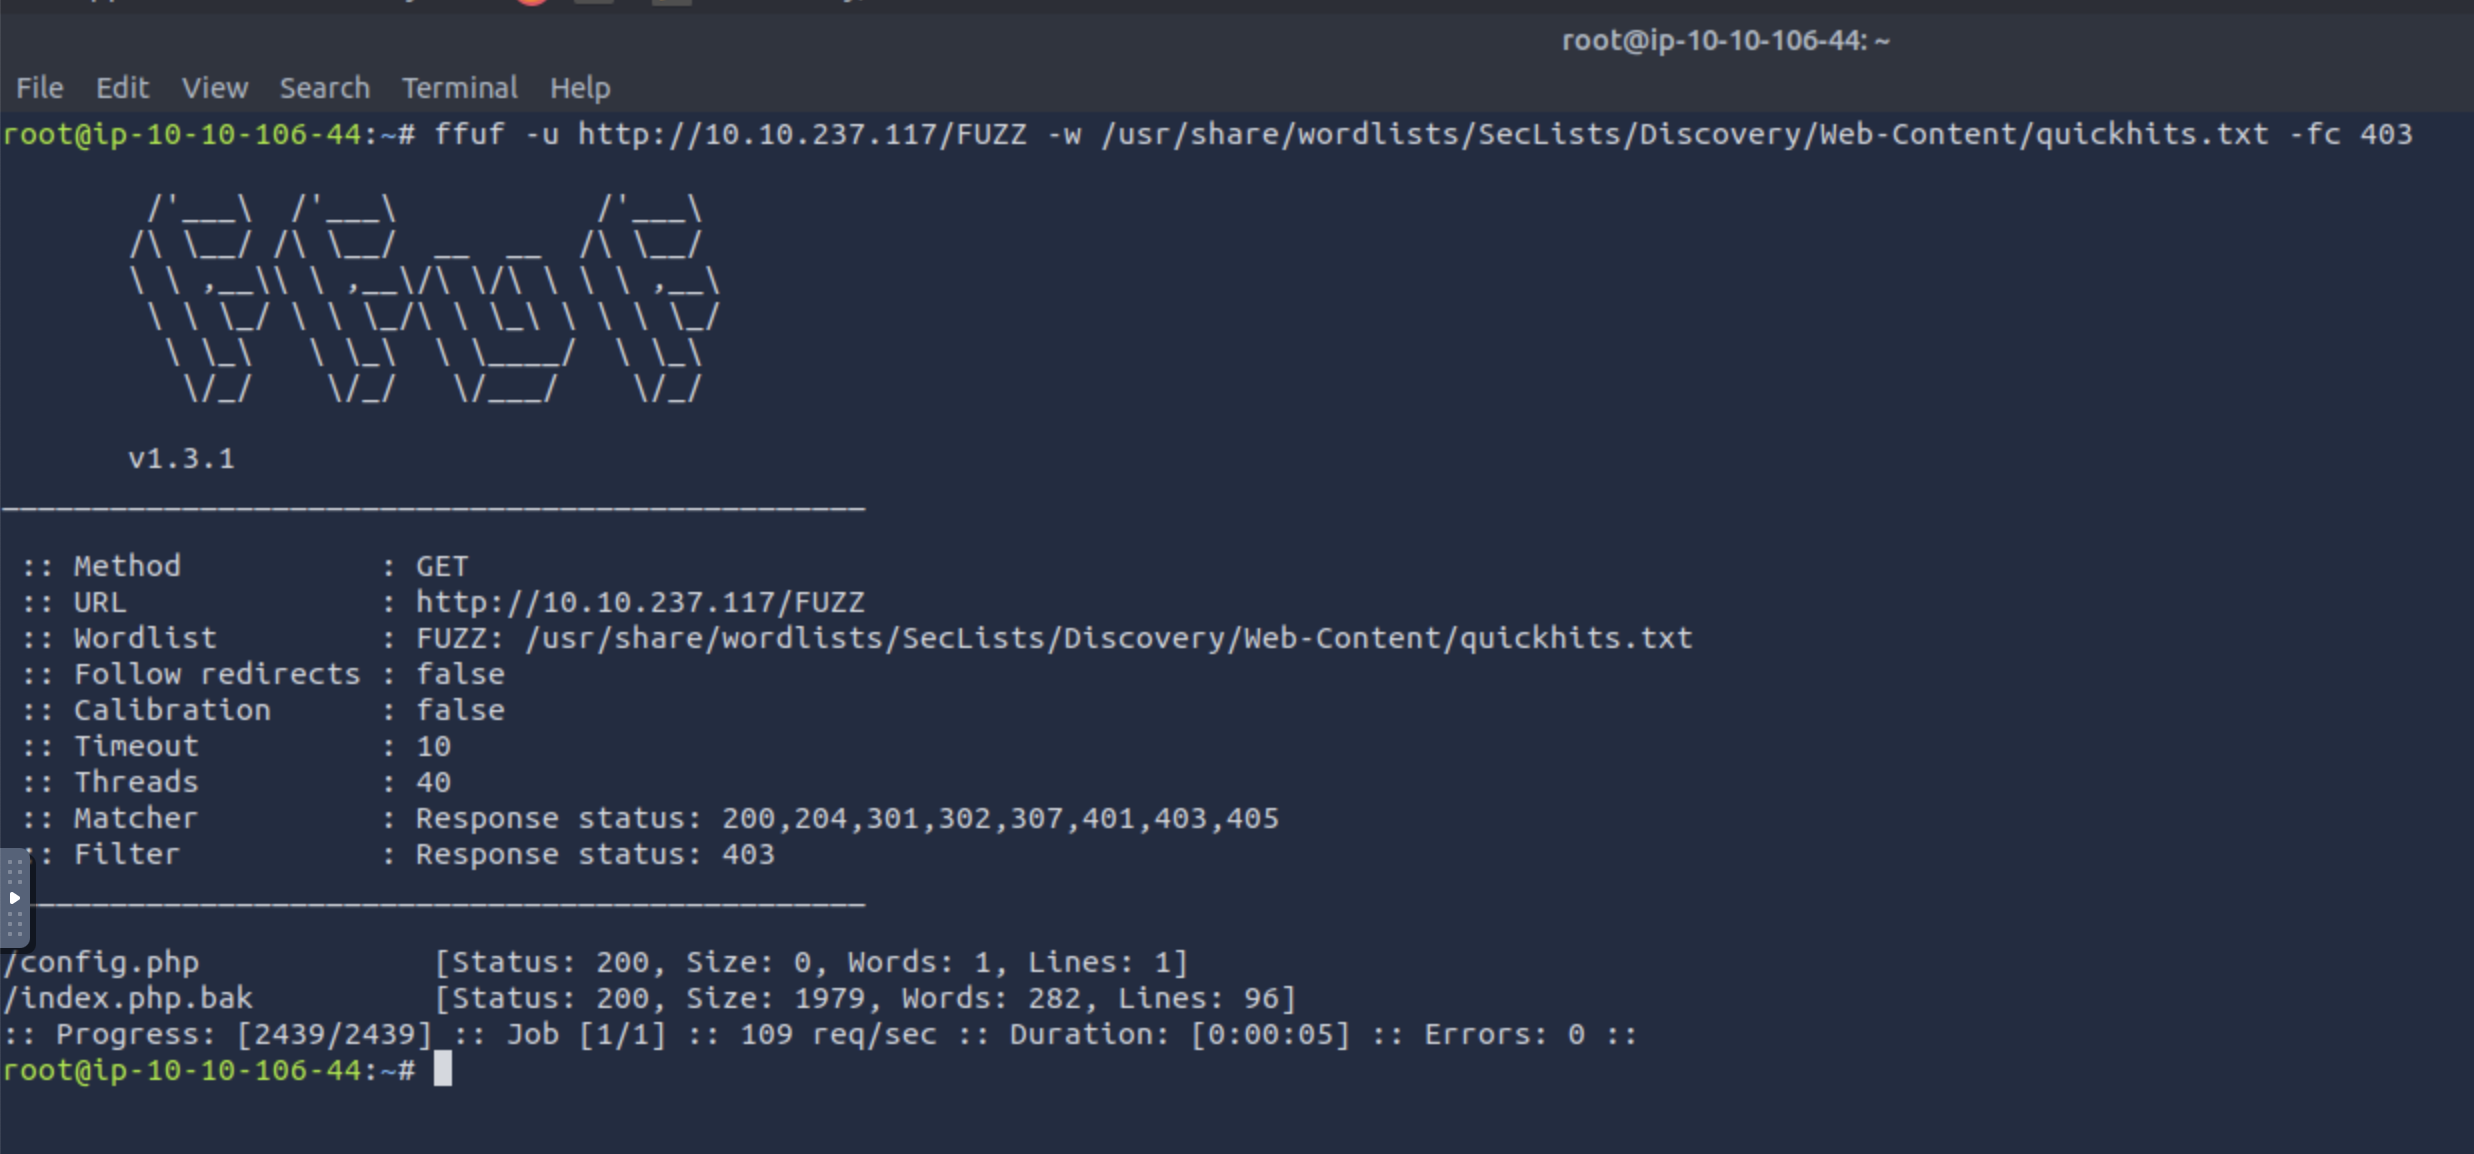 root@ip-10-10-106-44: ~
File Edit View Search Terminal Help
root@ip-10-10-106-44:~# ffuf -u http://10.10.237.117/FUZZ -w /usr/share/wordlists/SecLists/Discovery/Web-Content/quickhits.txt -fc 403
        /'___\  /'___\           /'___\
       /\ \__/ /\ \__/  __  __  /\ \__/
       \ \ ,__\\ \ ,__\/\ \/\ \ \ \ ,__\
        \ \ \_/ \ \ \_/\ \ \_\ \ \ \ \_/
         \ \_\   \ \_\  \ \____/  \ \_\
          \/_/    \/_/   \/___/    \/_/
v1.3.1
________________________________________________
:: Method           : GET
:: URL              : http://10.10.237.117/FUZZ
:: Wordlist         : FUZZ: /usr/share/wordlists/SecLists/Discovery/Web-Content/quickhits.txt
:: Follow redirects : false
:: Calibration      : false
:: Timeout          : 10
:: Threads          : 40
:: Matcher          : Response status: 200,204,301,302,307,401,403,405
:: Filter           : Response status: 403
________________________________________________
/config.php             [Status: 200, Size: 0, Words: 1, Lines: 1]
/index.php.bak          [Status: 200, Size: 1979, Words: 282, Lines: 96]
:: Progress: [2439/2439] :: Job [1/1] :: 109 req/sec :: Duration: [0:00:05] :: Errors: 0 ::
root@ip-10-10-106-44:~#